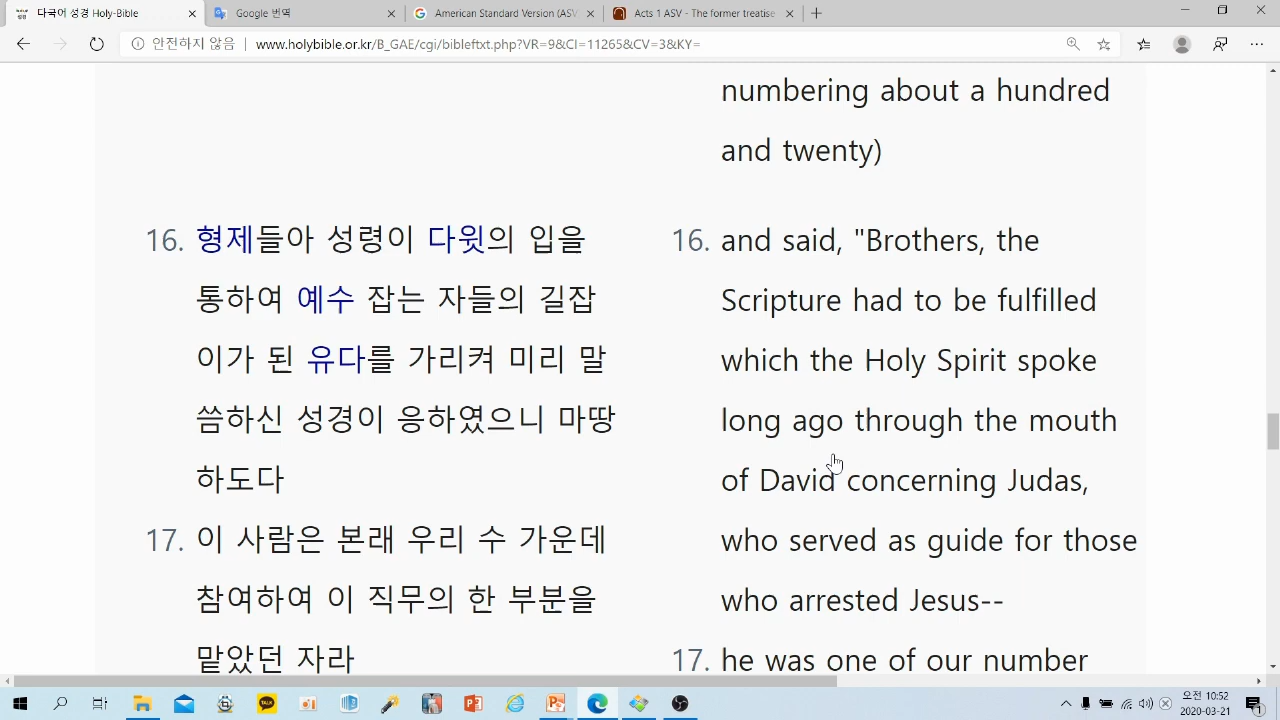 다국어 성경 Holy-Bible
Google 번역
American Standard Version (ASV
Acts 1 ASV - The former treatise
안전하지 않음
www.holybible.or.kr/B_GAE/cgi/bibleftxt.php?VR=9&CI=11265&CV=3&KY=
numbering about a hundred
and twenty)
16. 형제들아 성령이 다윗의 입을
통하여 예수 잡는 자들의 길잡
이가 된 유다를 가리켜 미리 말
씀하신 성경이 응하였으니 마땅
하도다
17. 이 사람은 본래 우리 수 가운데
참여하여 이 직무의 한 부분을
맡았던 자라
16. and said, "Brothers, the
Scripture had to be fulfilled
which the Holy Spirit spoke
long ago through the mouth
of David concerning Judas,
who served as guide for those
who arrested Jesus--
17. he was one of our number
TALK
오전 10:52
2020-03-21